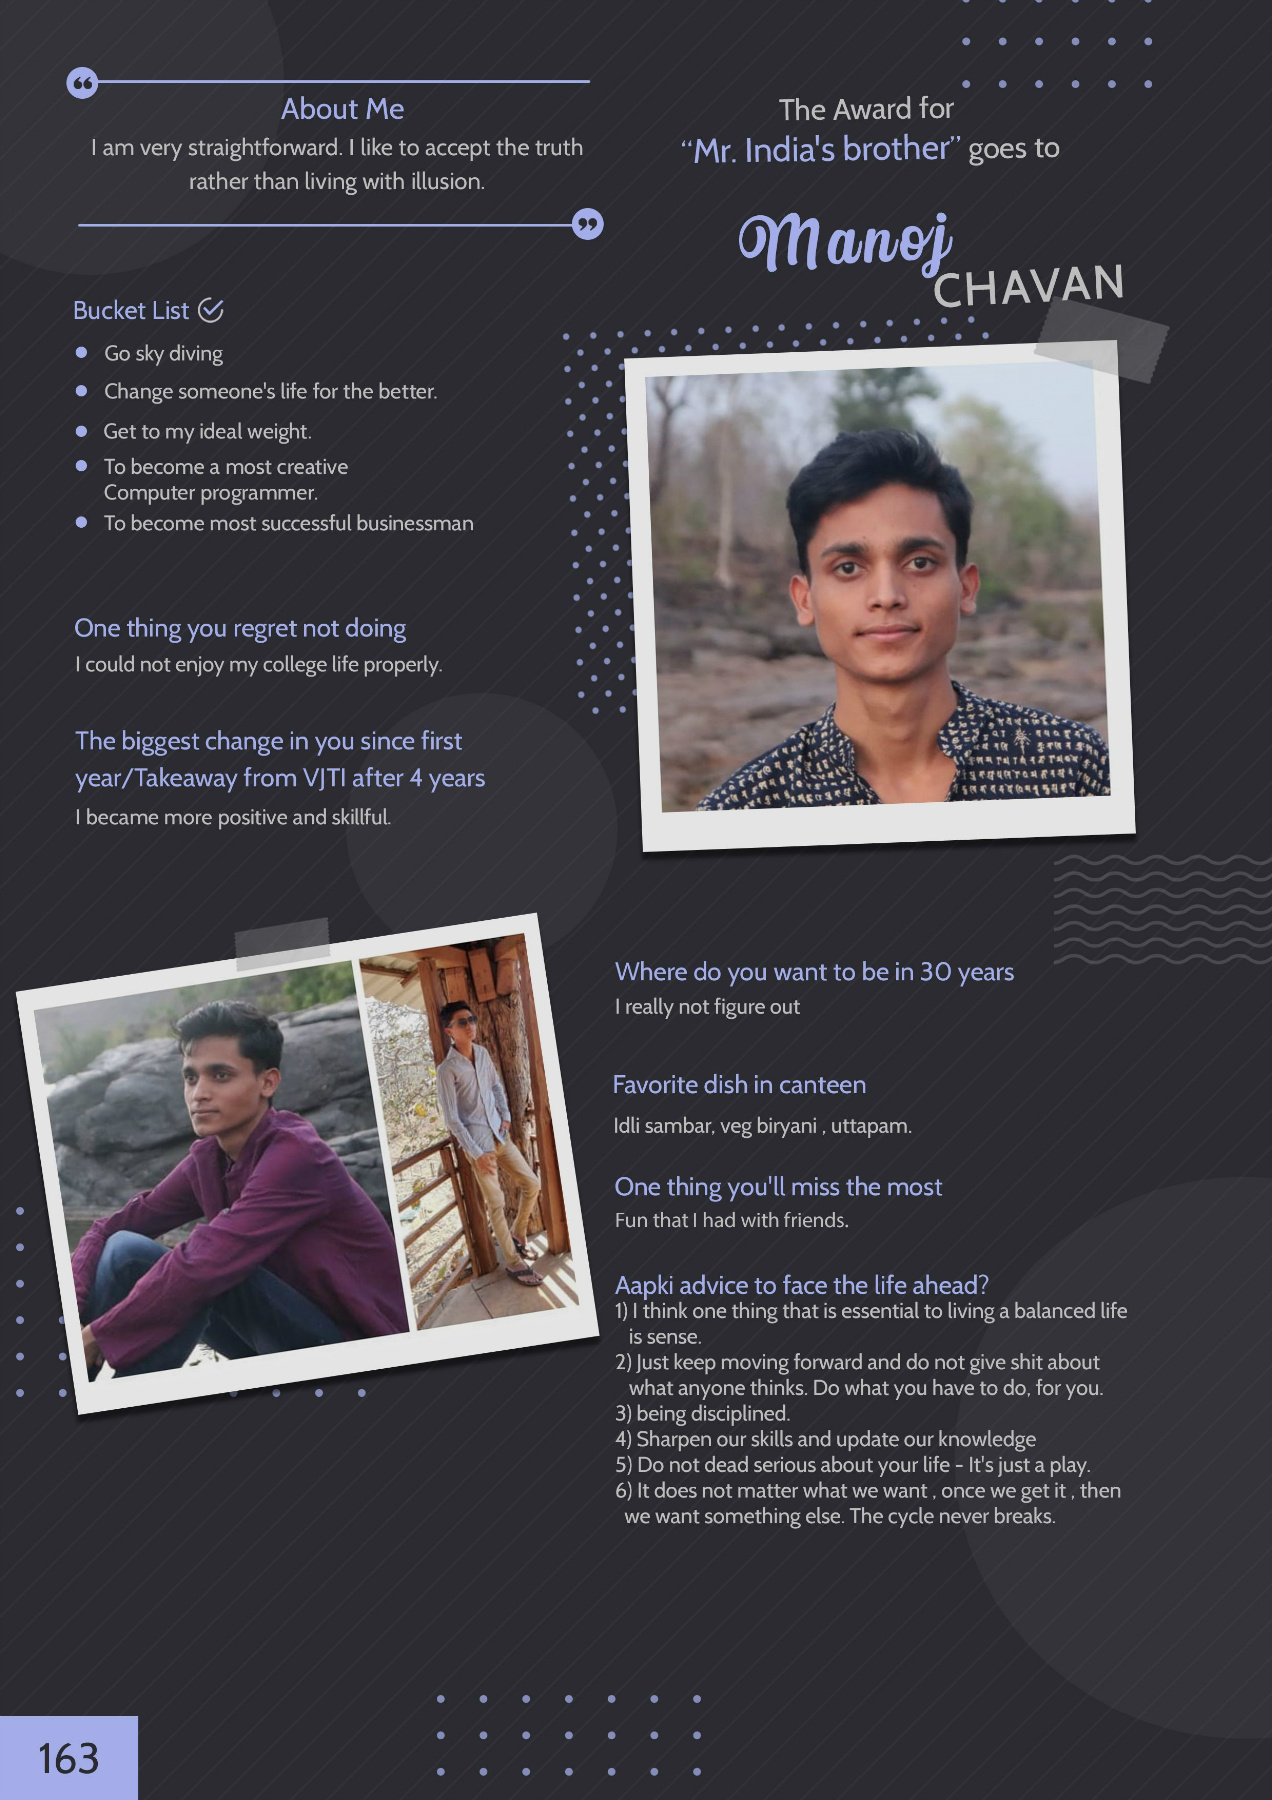 About Me
I am very straightforward. I like to accept the truth
rather than living with illusion.
The Award for
“Mr. India's brother” goes to
Manoj
CHAVAN
Bucket List
Go sky diving
Change someone's life for the better.
Get to my ideal weight.
To become a most creative
Computer programmer.
To become most successful businessman
One thing you regret not doing
I could not enjoy my college life properly.
The biggest change in you since first
year/Takeaway from VJTI after 4 years
I became more positive and skillful.
Where do you want to be in 30 years
I really not figure out
Favorite dish in canteen
Idli sambar, veg biryani , uttapam.
One thing you'll miss the most
Fun that I had with friends.
Aapki advice to face the life ahead?
1) I think one thing that is essential to living a balanced life
is sense.
2) Just keep moving forward and do not give shit about
what anyone thinks. Do what you have to do, for you.
3) being disciplined.
4) Sharpen our skills and update our knowledge
5) Do not dead serious about your life - It's just a play.
6) It does not matter what we want , once we get it , then
we want something else. The cycle never breaks.
163